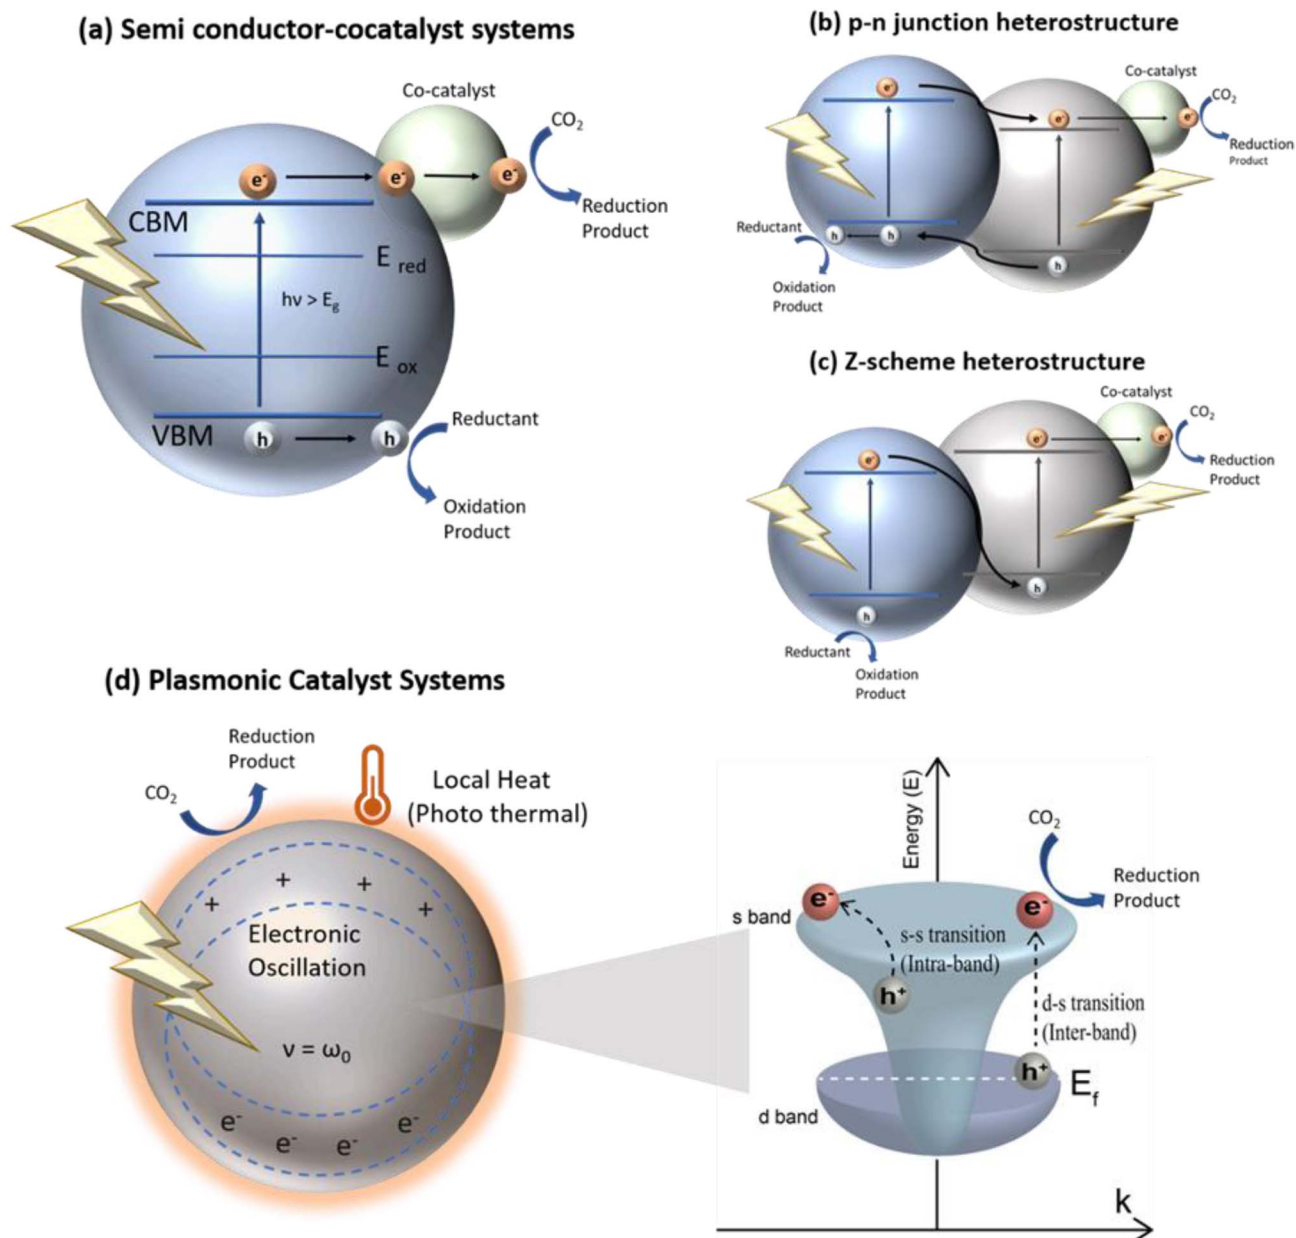 (a) Semi conductor-cocatalyst systems
Co-catalyst
CO2
e-
e-
e-
CBM
Reduction
Product
E red
hν > Eg
E ox
VBM
h
h
Reductant
Oxidation
Product
(b) p-n junction heterostructure
Co-catalyst
e-
CO2
e-
e-
Reduction
Product
Reductant
h
h
h
Oxidation
Product
(c) Z-scheme heterostructure
Co-catalyst
CO2
e-
e-
e-
Reduction
Product
h
h
Reductant
Oxidation
Product
(d) Plasmonic Catalyst Systems
Reduction
Product
CO2
Local Heat
(Photo thermal)
+
+
+
+
Electronic
Oscillation
ν = ω0
e-
e-
e-
e-
Energy (E)
CO2
Reduction
Product
e-
e-
s band
s-s transition
(Intra-band)
h+
d-s transition
(Inter-band)
h+
Ef
d band
k